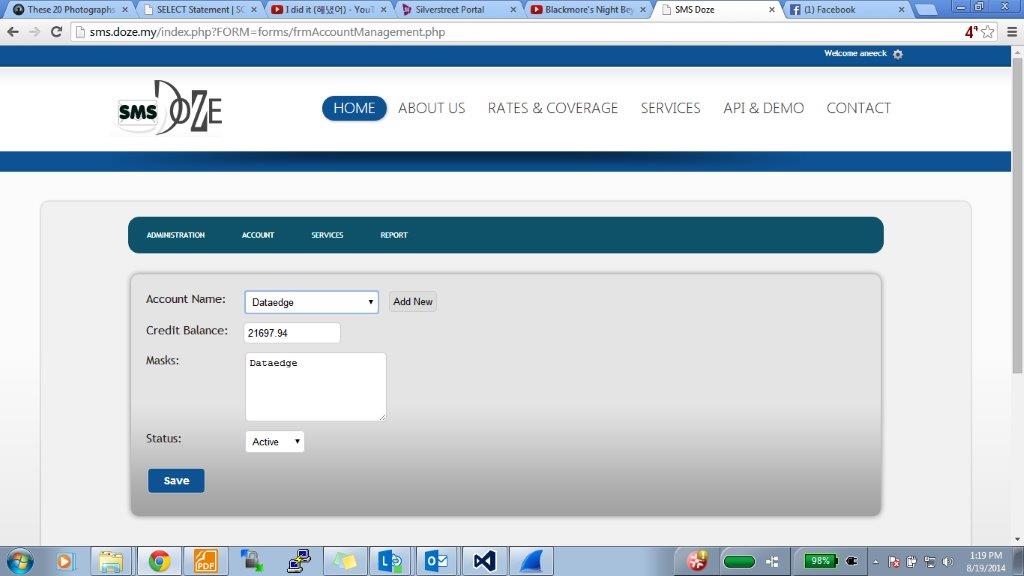 These 20 Photographs
SELECT Statement | SC
I did it (해냈어) - YouT
Silverstreet Portal
Blackmore's Night Bey
SMS Doze
(1) Facebook
sms.doze.my/index.php?FORM=forms/frmAccountManagement.php
Welcome aneeck
SMS DOZE
HOME ABOUT US RATES & COVERAGE SERVICES API & DEMO CONTACT
ADMINISTRATION ACCOUNT SERVICES REPORT
Account Name: Dataedge Add New
Credit Balance: 21697.94
Masks: Dataedge
Status: Active
Save
PDF
98%
1:19 PM
8/19/2014